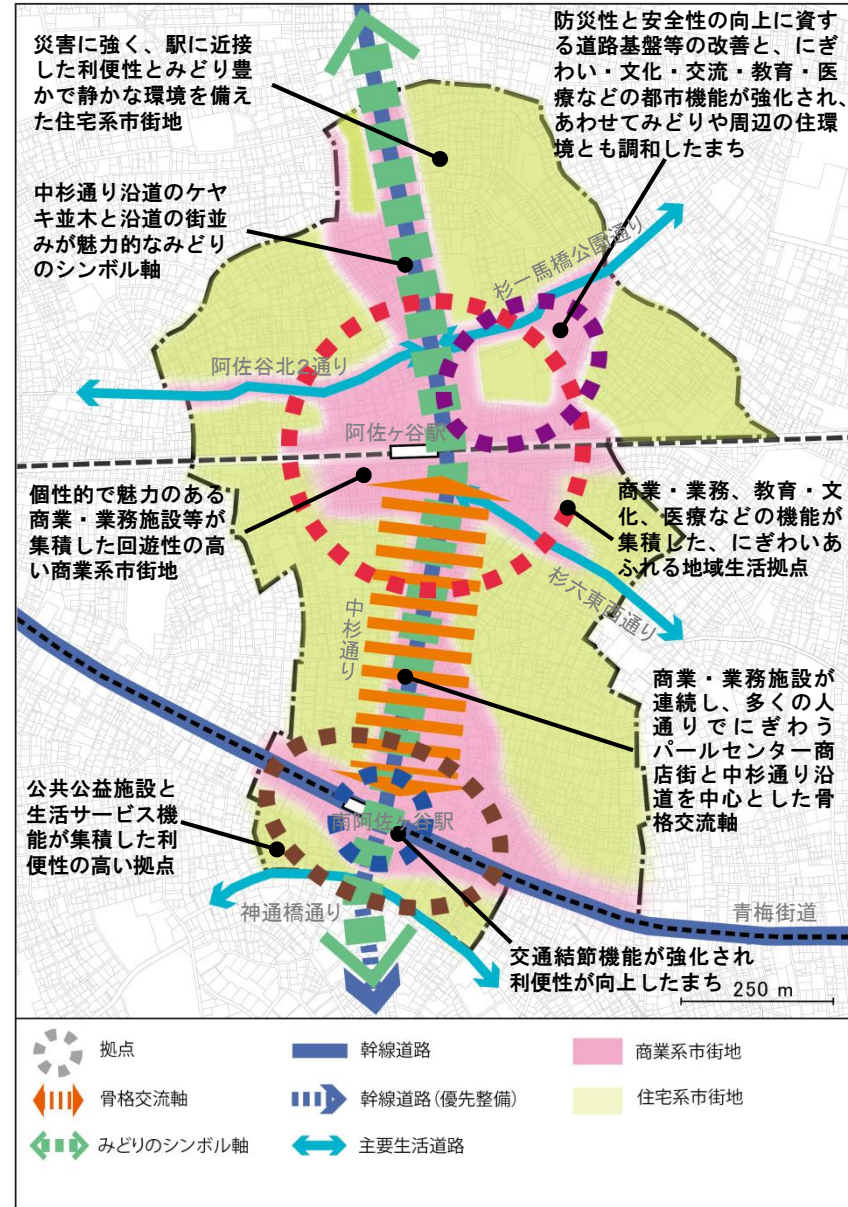 災害に強く、駅に近接
した利便性とみどり豊
かで静かな環境を備え
た住宅系市街地
防災性と安全性の向上に資す
る道路基盤等の改善と、にぎ
わい・文化・交流・教育・医
療などの都市機能が強化され、
あわせてみどりや周辺の住環
境とも調和したまち
中杉通り沿道のケヤ
キ並木と沿道の街並
みが魅力的なみどり
のシンボル軸
杉一馬橋公園通り
阿佐谷北2通り
阿佐ヶ谷駅
個性的で魅力のある
商業・業務施設等が
集積した回遊性の高
い商業系市街地
商業・業務、教育・文
化、医療などの機能が
集積した、にぎわいあ
ふれる地域生活拠点
杉六東西通り
中杉通り
商業・業務施設が
連続し、多くの人
通りでにぎわう
パールセンター商
店街と中杉通り沿
道を中心とした骨
格交流軸
公共公益施設と
生活サービス機
能が集積した利
便性の高い拠点
南阿佐ヶ谷駅
神通橋通り
青梅街道
交通結節機能が強化され
利便性が向上したまち
250 m
拠点
幹線道路
商業系市街地
骨格交流軸
幹線道路(優先整備)
住宅系市街地
みどりのシンボル軸
主要生活道路